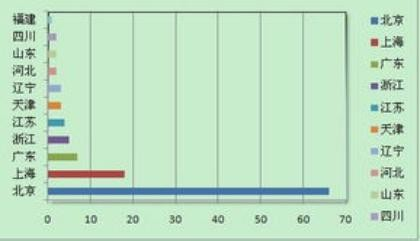 福建
四川
山东
河北
辽宁
天津
江苏
浙江
广东
上海
北京
0 10 20 30 40 50 60 70
北京
上海
广东
浙江
江苏
天津
辽宁
河北
山东
四川